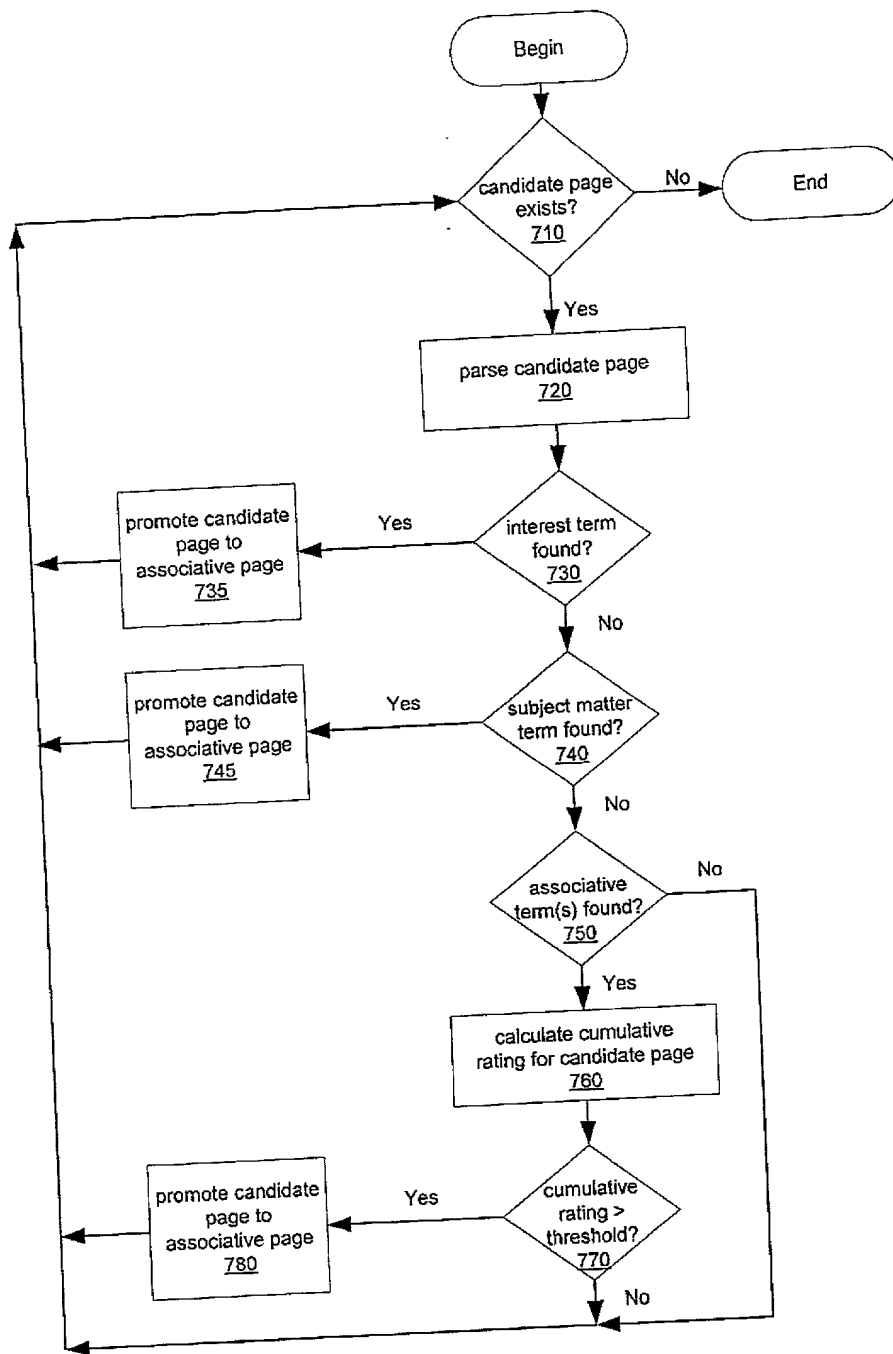 Begin
candidate page
exists?
710
No
End
Yes
parse candidate page
720
interest term
found?
730
Yes
promote candidate
page to
associative page
735
No
subject matter
term found?
740
Yes
promote candidate
page to
associative page
745
No
associative
term(s) found?
750
No
Yes
calculate cumulative
rating for candidate page
760
cumulative
rating >
threshold?
770
Yes
promote candidate
page to
associative page
780
No